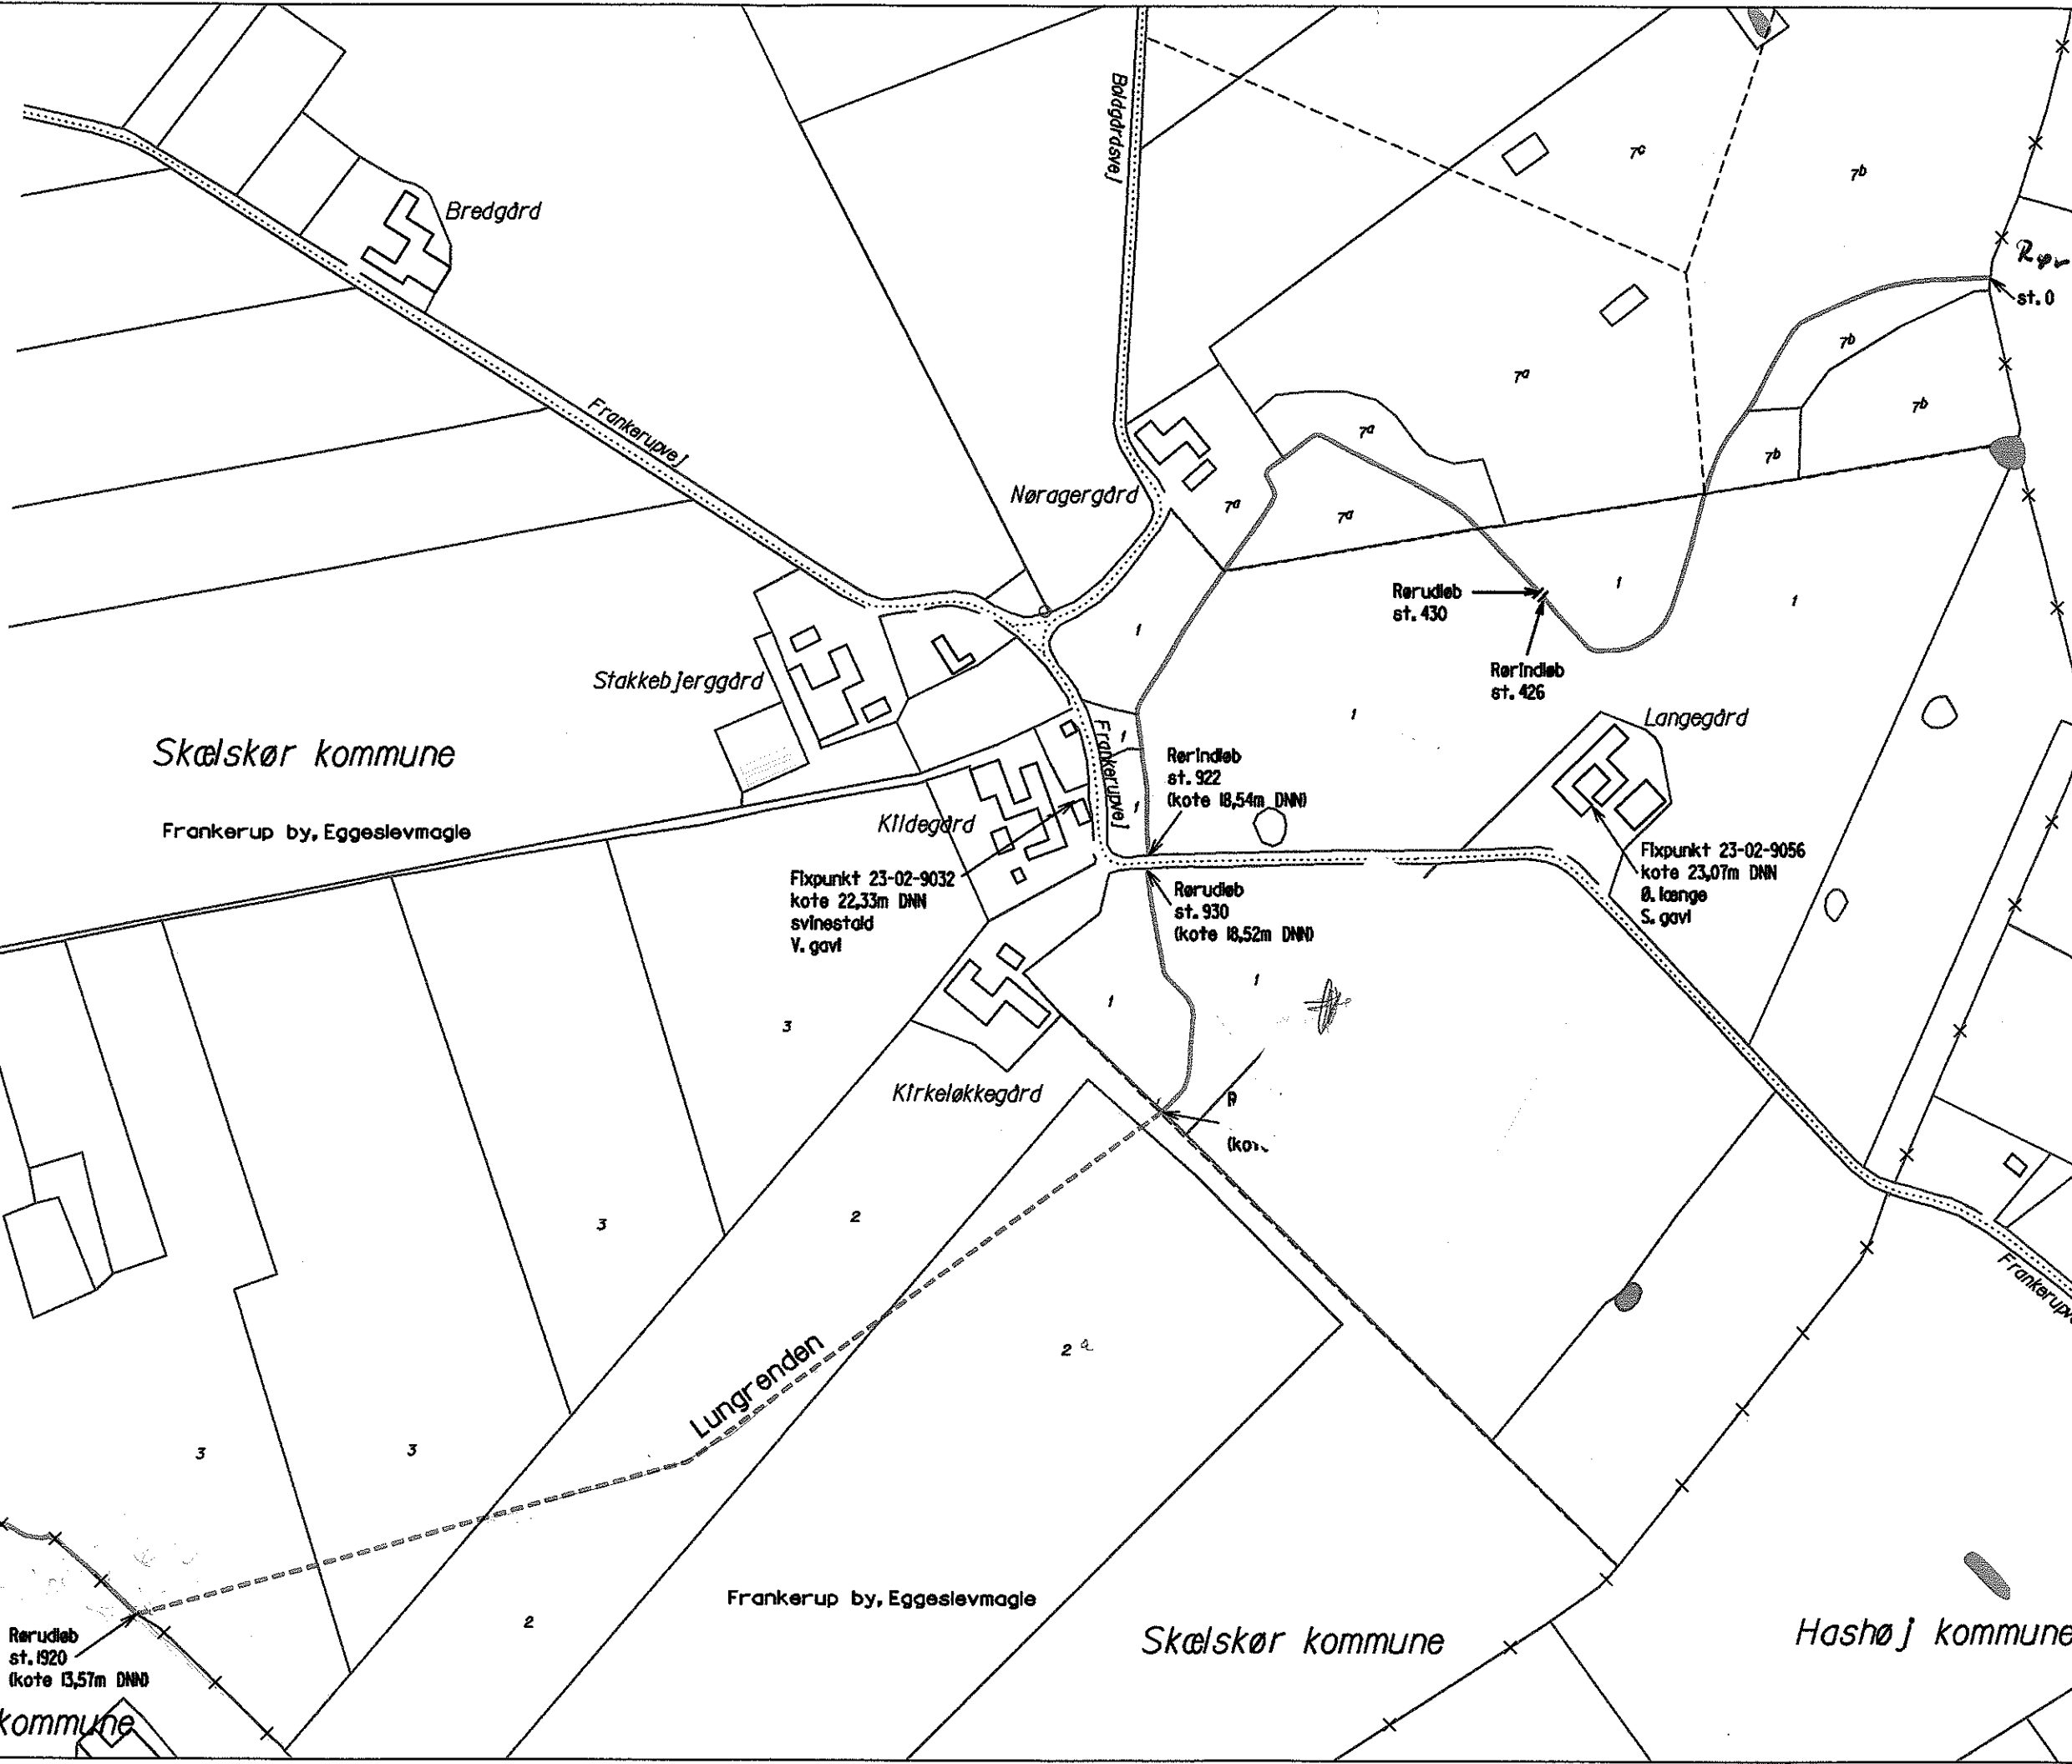 Boldgårdsvej
7c
7b
Bredgård
Rør
st. 0
7b
7a
7b
Frankerupvej
7a
7b
Nøragergård
7a
7a
1
Rørudløb
st. 430
1
1
Rørindløb
st. 426
Stakkebjerggård
1
Langegård
Skælskør kommune
Frankerupvej
1
Rørindløb
st. 922
(kote 18,54m DNN)
1
Kildegård
Frankerup by, Eggeslevmagle
Fixpunkt 23-02-9056
kote 23,07m DNN
Ø. længe
S. gavl
Fixpunkt 23-02-9032
kote 22,33m DNN
svinestald
V. gavl
Rørudløb
st. 930
(kote 18,52m DNN)
1
1
3
Kirkeløkkegård
R
3
2
Frankerupv
2 a
Lungrenden
3
3
Frankerup by, Eggeslevmagle
2
Skælskør kommune
Hashøj kommune
Rørudløb
st. 1920
(kote 13,57m DNN)
kommune